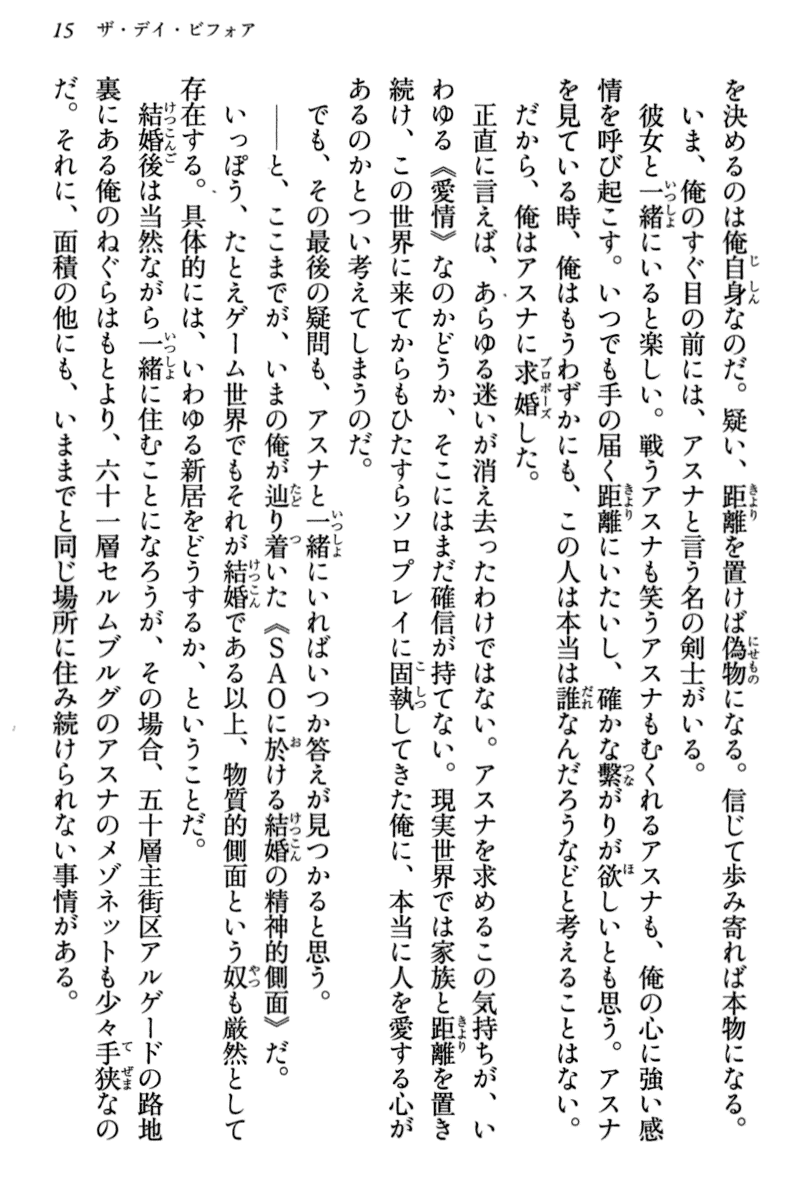 15 ザ・デイ・ビフォア
を決めるのは俺自身なのだ。疑い、距離を置けば偽物になる。信じて歩み寄れば本物になる。
いま、俺のすぐ目の前には、アスナと言う名の剣士がいる。
彼女と一緒にいると楽しい。戦うアスナも笑うアスナもむくれるアスナも、俺の心に強い感
情を呼び起こす。いつでも手の届く距離にいたいし、確かな繫がりが欲しいとも思う。アスナ
を見ている時、俺はもうわずかにも、この人は本当は誰なんだろうなどと考えることはない。
だから、俺はアスナに求婚した。
正直に言えば、あらゆる迷いが消え去ったわけではない。アスナを求めるこの気持ちが、い
わゆる《愛情》なのかどうか、そこにはまだ確信が持てない。現実世界では家族と距離を置き
続け、この世界に来てからもひたすらソロプレイに固執してきた俺に、本当に人を愛する心が
あるのかとつい考えてしまうのだ。
でも、その最後の疑問も、アスナと一緒にいればいつか答えが見つかると思う。
――と、ここまでが、いまの俺が辿り着いた《ＳＡＯに於ける結婚の精神的側面》だ。
いっぽう、たとえゲーム世界でもそれが結婚である以上、物質的側面という奴も厳然として
存在する。具体的には、いわゆる新居をどうするか、ということだ。
結婚後は当然ながら一緒に住むことになろうが、その場合、五十層主街区アルゲードの路地
裏にある俺のねぐらはもとより、六十一層セルムブルグのアスナのメゾネットも少々手狭なの
だ。それに、面積の他にも、いままでと同じ場所に住み続けられない事情がある。